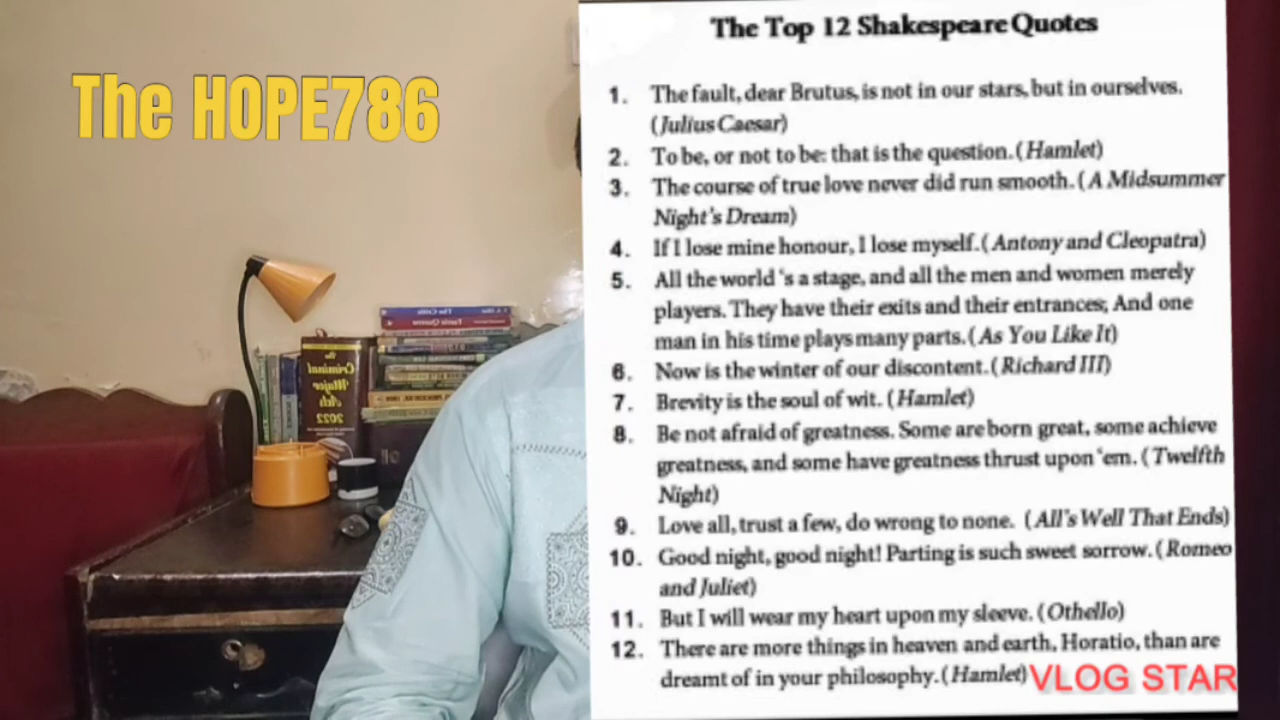 The HOPE786
The Top 12 Shakespeare Quotes
1. The fault, dear Brutus, is not in our stars, but in ourselves.
(Julius Caesar)
2. To be, or not to be: that is the question. (Hamlet)
3. The course of true love never did run smooth. (A Midsummer
Night's Dream)
4. If I lose mine honour, I lose myself. (Antony and Cleopatra)
5. All the world 's a stage, and all the men and women merely
players. They have their exits and their entrances; And one
man in his time plays many parts. (As You Like It)
6. Now is the winter of our discontent. (Richard III)
7. Brevity is the soul of wit. (Hamlet)
8. Be not afraid of greatness. Some are born great, some achieve
greatness, and some have greatness thrust upon 'em. (Twelfth
Night)
9. Love all, trust a few, do wrong to none. (All's Well That Ends)
10. Good night, good night! Parting is such sweet sorrow. (Romeo
and Juliet)
11. But I will wear my heart upon my sleeve. (Othello)
12. There are more things in heaven and earth, Horatio, than are
dreamt of in your philosophy. (Hamlet)
VLOG STAR
The Critic
Faerie Queene
The
Criminal
Major
Acts
2022